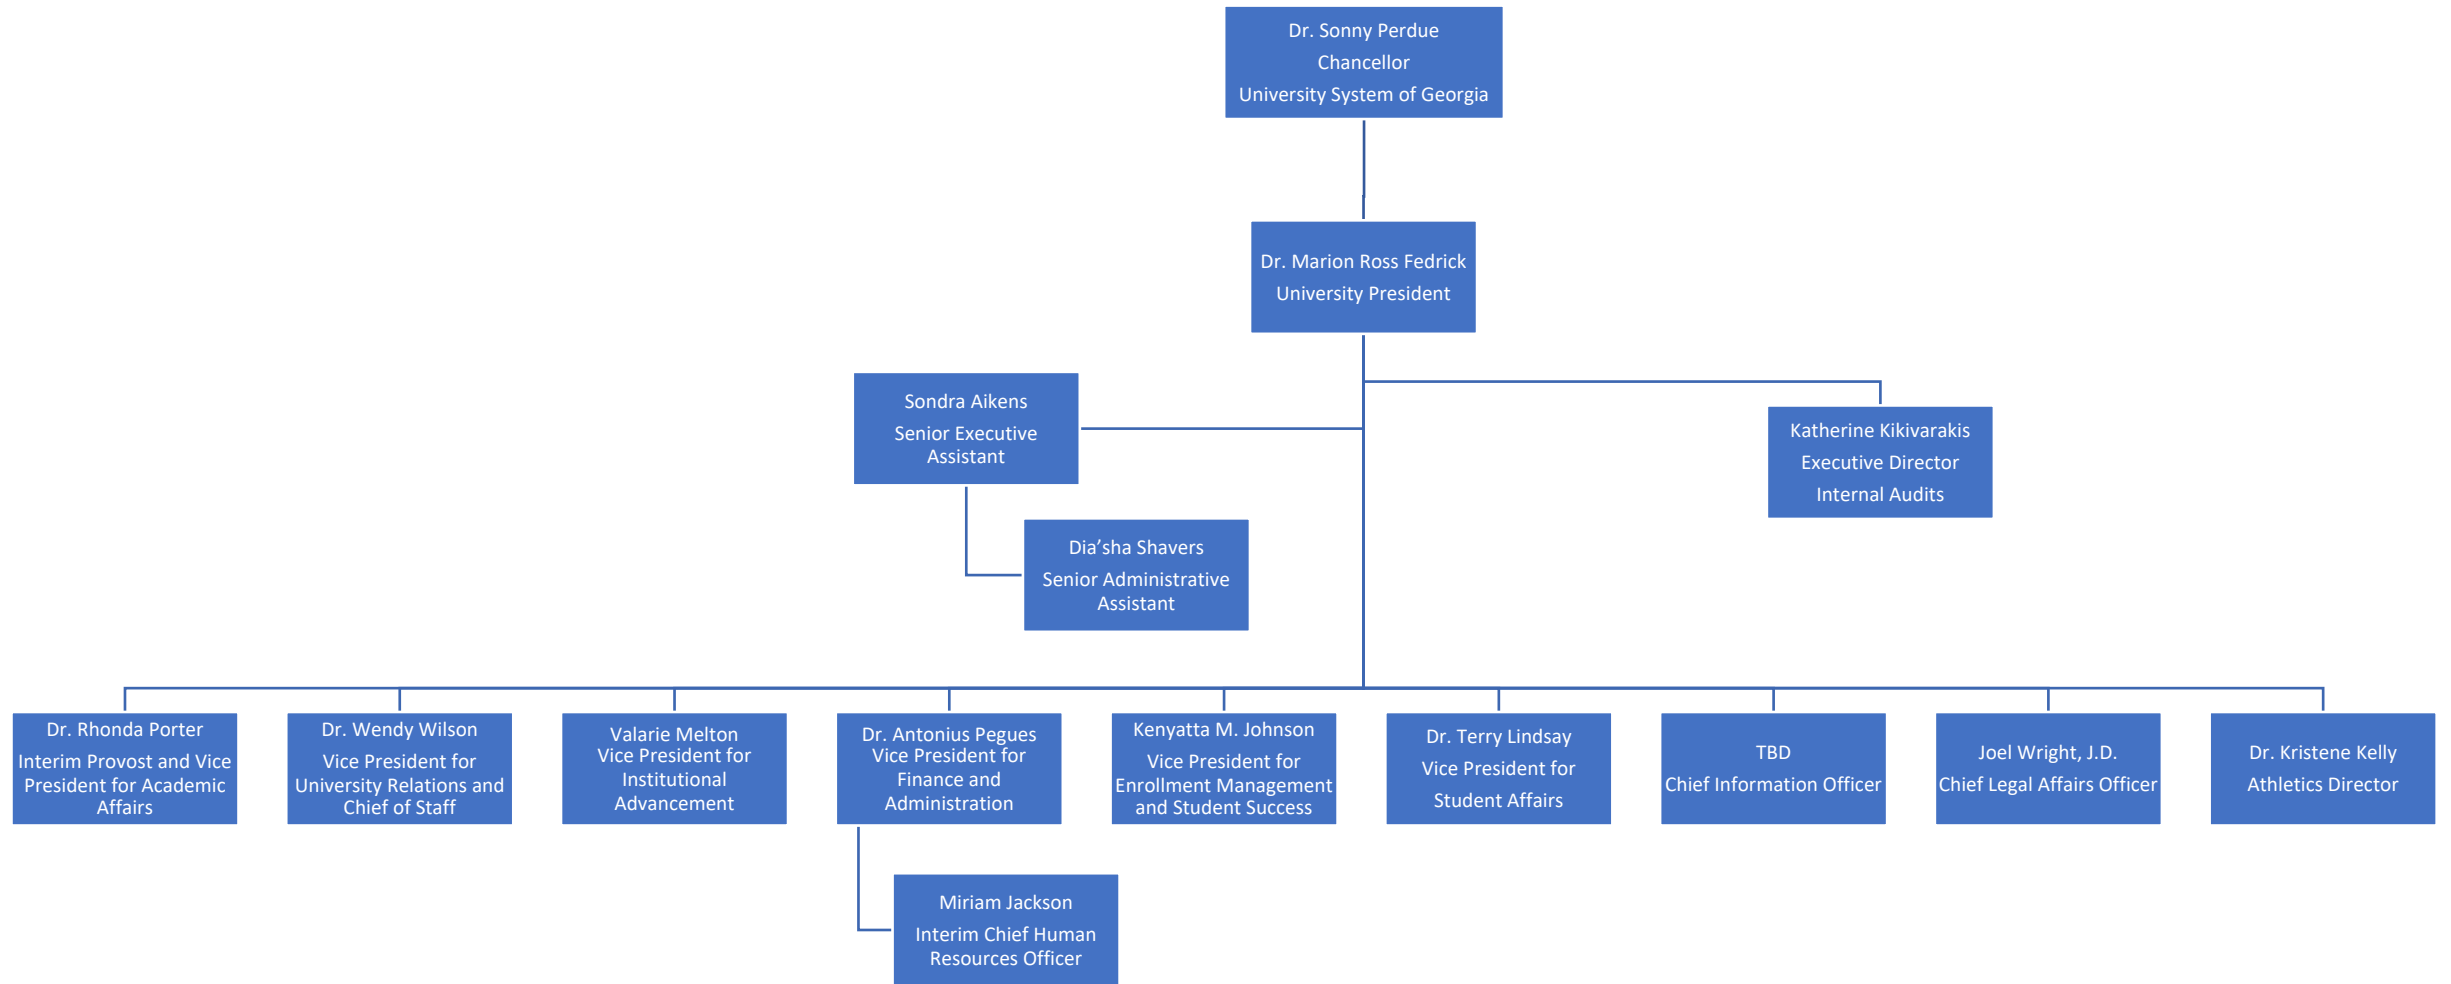 Dr. Sonny Perdue
Chancellor
University System of Georgia
Dr. Marion Ross Fedrick
University President
Sondra Aikens
Senior Executive
Assistant
Katherine Kikivarakis
Executive Director
Internal Audits
Dia’sha Shavers
Senior Administrative
Assistant
Dr. Rhonda Porter
Interim Provost and Vice
President for Academic
Affairs
Dr. Wendy Wilson
Vice President for
University Relations and
Chief of Staff
Valarie Melton
Vice President for
Institutional
Advancement
Dr. Antonius Pegues
Vice President for
Finance and
Administration
Kenyatta M. Johnson
Vice President for
Enrollment Management
and Student Success
Dr. Terry Lindsay
Vice President for
Student Affairs
TBD
Chief Information Officer
Joel Wright, J.D.
Chief Legal Affairs Officer
Dr. Kristene Kelly
Athletics Director
Miriam Jackson
Interim Chief Human
Resources Officer